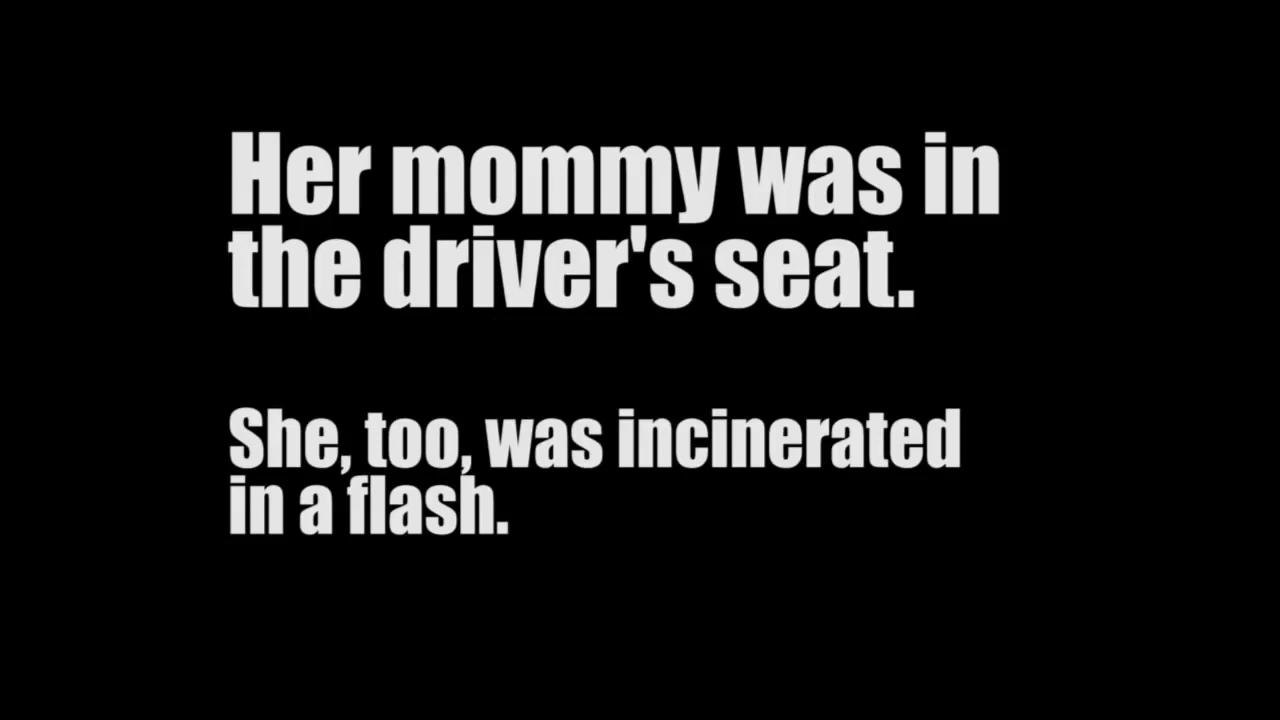 Her mommy was in
the driver's seat.
She, too, was incinerated
in a flash.